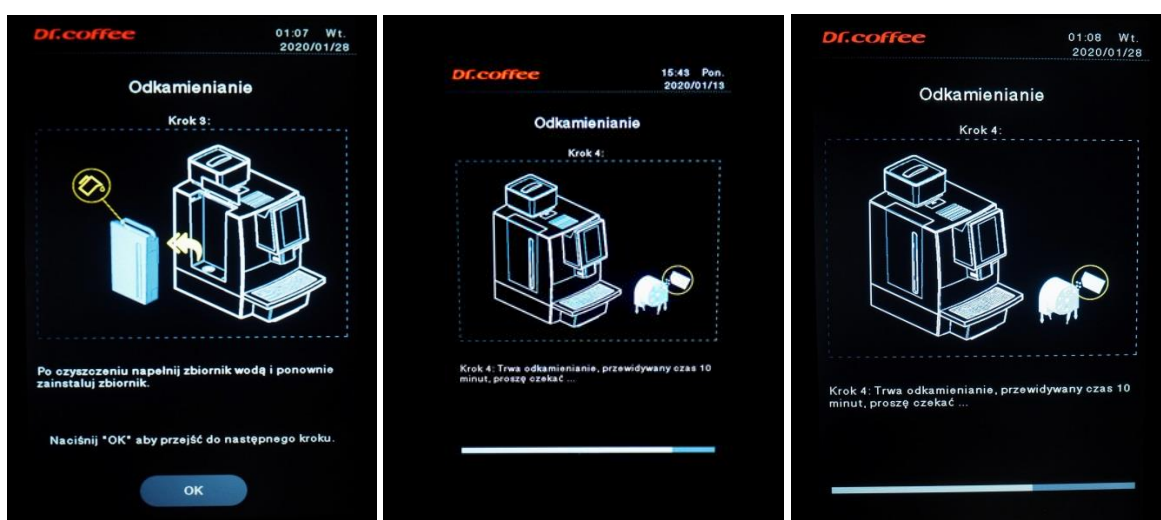 Dr.coffee
01:07 Wt.
2020/01/28
Odkamienianie
Krok 3:
Po czyszczeniu napełnij zbiornik wodą i ponownie
zainstaluj zbiornik.
Naciśnij "OK" aby przejść do następnego kroku.
OK
Dr.coffee
15:43 Pon.
2020/01/13
Odkamienianie
Krok 4:
Krok 4: Trwa odkamienianie, przewidywany czas 10
minut, proszę czekać ...
Dr.coffee
01:08 Wt.
2020/01/28
Odkamienianie
Krok 4:
Krok 4: Trwa odkamienianie, przewidywany czas 10
minut, proszę czekać ...